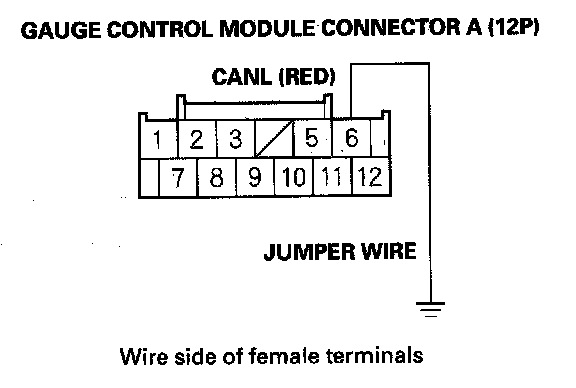 GAUGE CONTROL MODULE CONNECTOR A (12P)
CANL (RED)
1 2 3 5 6
7 8 9 10 11 12
JUMPER WIRE
Wire side of female terminals